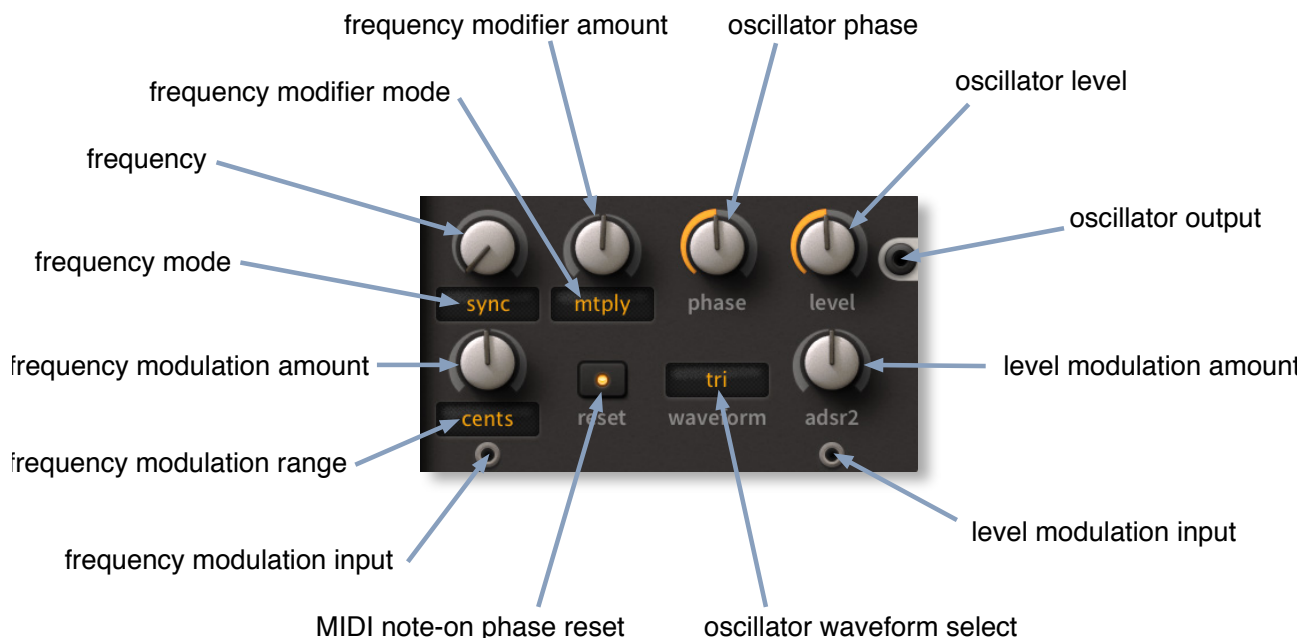 frequency modifier amount
oscillator phase
frequency modifier mode
oscillator level
frequency
oscillator output
frequency mode
sync
mtply
phase
level
frequency modulation amount
level modulation amount
tri
cents
reset
waveform
adsr2
frequency modulation range
level modulation input
frequency modulation input
MIDI note-on phase reset
oscillator waveform select